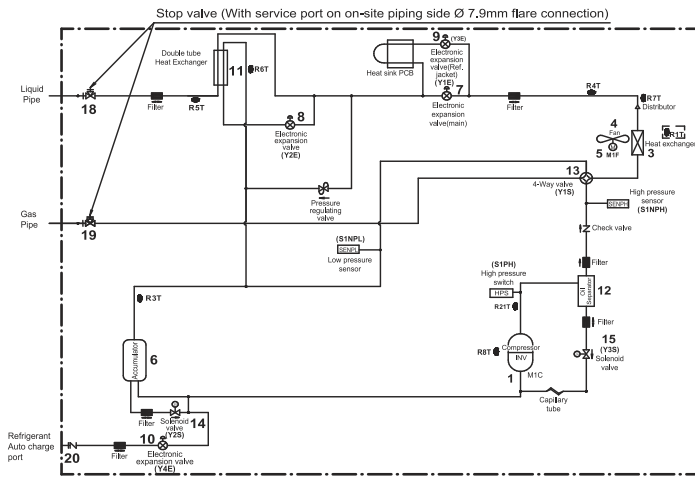 Stop valve (With service port on on-site piping side Ø 7.9mm flare connection)
9
(Y3E)
Double tube
Heat Exchanger
11
R6T
Heat sink PCB
Electronic
expansion
valve(Ref.
jacket)
(Y1E)
7
Liquid
Pipe
18
Filter
R5T
8
Electronic
expansion
valve
(Y2E)
Electronic
expansion
valve(main)
Filter
R4T
R7T
Distributor
4
Fan
5
M1F
R1T
Heat exchanger
3
13
4-Way valve
(Y1S)
Pressure
regulating
valve
High pressure
sensor
(S1NPH)
SENPH
Gas
Pipe
19
(S1NPL)
SENPL
Low pressure
sensor
Check valve
Filter
(S1PH)
High pressure
switch
HPS
R21T
Oil
Separator
12
R3T
Filter
15
(Y3S)
Solenoid
valve
R8T
Compressor
INV
M1C
1
Accumulator
6
Capillary
tube
Filter
Solenoid
valve
(Y2S)
14
Refrigerant
Auto charge
port
20
Filter
10
Electronic
expansion valve
(Y4E)
Filter